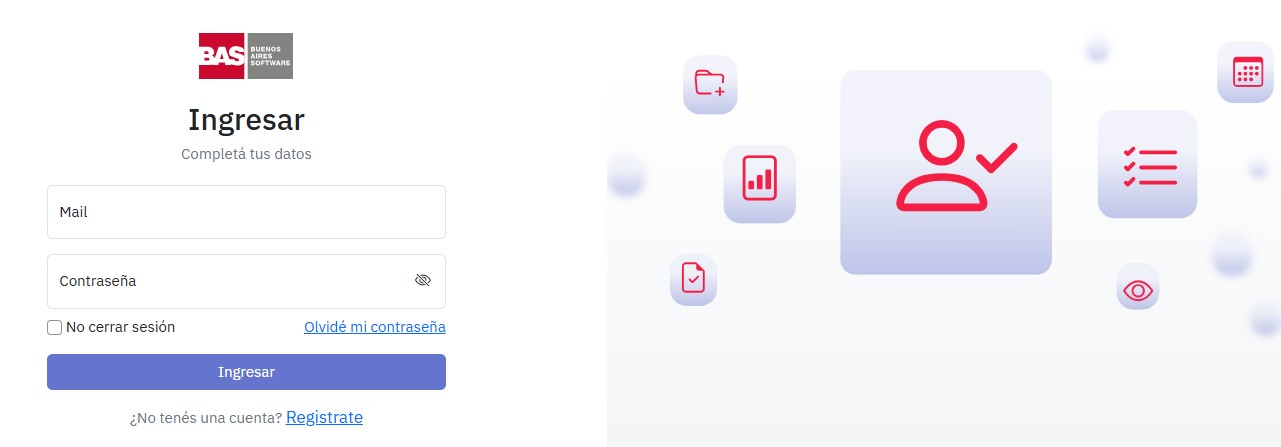 BAS BUENOS
AIRES
SOFTWARE
Ingresar
Completá tus datos
Mail
Contraseña
No cerrar sesión Olvidé mi contraseña
Ingresar
¿No tenés una cuenta? Registrate